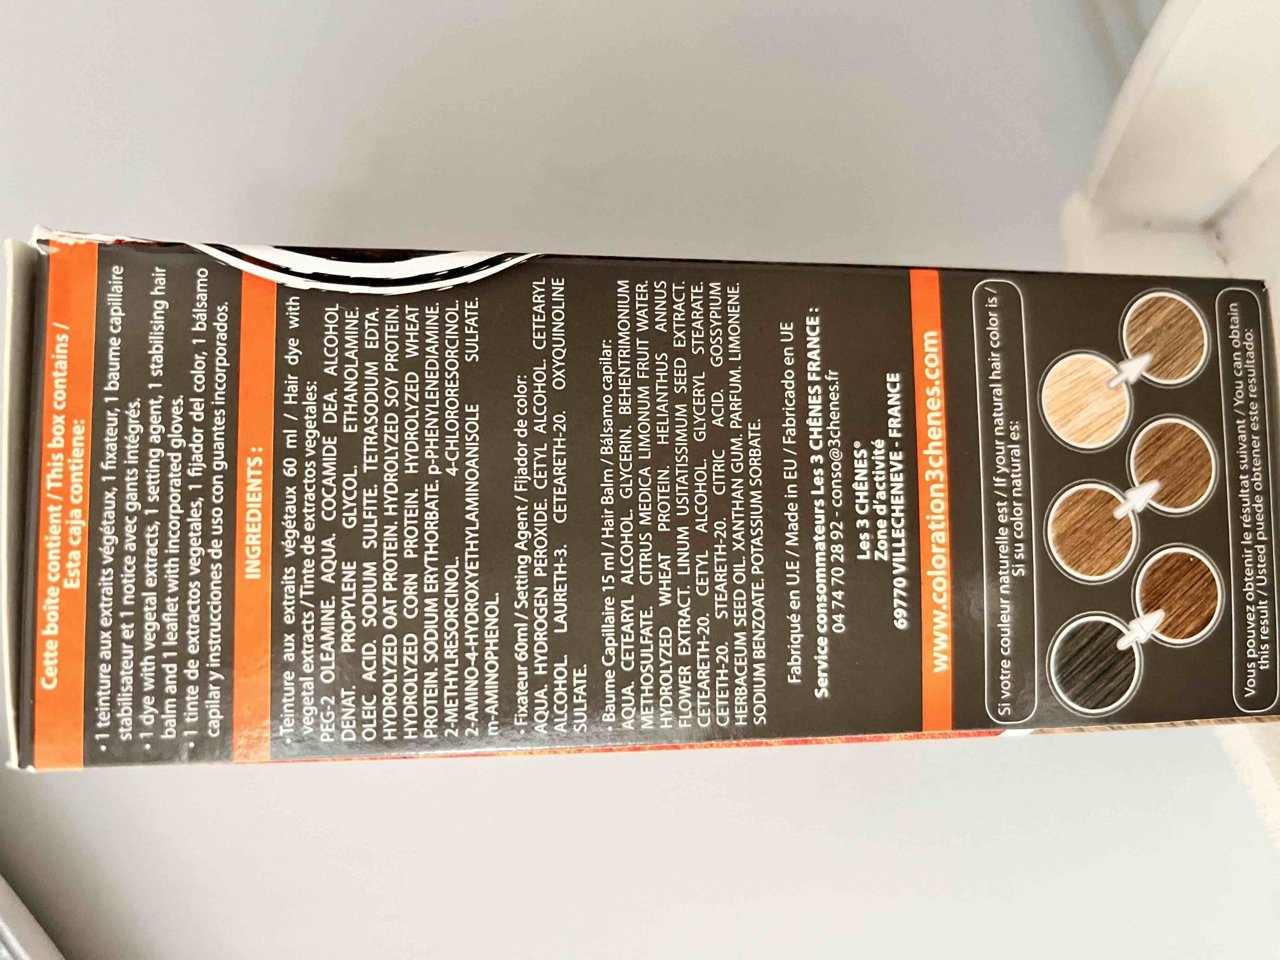 Cette boîte contient / This box contains /
Esta caja contiene:
• 1 teinture aux extraits végétaux, 1 fixateur, 1 baume capillaire
stabilisateur et 1 notice avec gants intégrés.
• 1 dye with vegetal extracts, 1 setting agent, 1 stabilising hair
balm and 1 leaflet with incorporated gloves.
• 1 tinte de extractos vegetales, 1 fijador del color, 1 bálsamo
capilar y instrucciones de uso con guantes incorporados.
INGREDIENTS :
• Teinture aux extraits végétaux 60 ml / Hair dye with
vegetal extracts / Tinte de extractos vegetales:
PEG-2 OLEAMINE. AQUA. COCAMIDE DEA. ALCOHOL
DENAT. PROPYLENE GLYCOL. ETHANOLAMINE.
OLEIC ACID. SODIUM SULFITE. TETRASODIUM EDTA.
HYDROLYZED OAT PROTEIN. HYDROLYZED SOY PROTEIN.
HYDROLYZED CORN PROTEIN. HYDROLYZED WHEAT
PROTEIN. SODIUM ERYTHORBATE. p-PHENYLENEDIAMINE.
2-METHYLRESORCINOL. 4-CHLORORESORCINOL.
2-AMINO-4-HYDROXYETHYLAMINOANISOLE SULFATE.
m-AMINOPHENOL.
• Fixateur 60ml / Setting Agent / Fijador de color:
AQUA. HYDROGEN PEROXIDE. CETYL ALCOHOL. CETEARYL
ALCOHOL. LAURETH-3. CETEARETH-20. OXYQUINOLINE
SULFATE.
• Baume Capillaire 15 ml / Hair Balm / Bálsamo capilar:
AQUA. CETEARYL ALCOHOL. GLYCERIN. BEHENTRIMONIUM
METHOSULFATE. CITRUS MEDICA LIMONUM FRUIT WATER.
HYDROLYZED WHEAT PROTEIN. HELIANTHUS ANNUS
FLOWER EXTRACT. LINUM USITATISSIMUM SEED EXTRACT.
CETEARETH-20. CETYL ALCOHOL. GLYCERYL STEARATE.
CETETH-20. STEARETH-20. CITRIC ACID. GOSSYPIUM
HERBACEUM SEED OIL. XANTHAN GUM. PARFUM. LIMONENE.
SODIUM BENZOATE. POTASSIUM SORBATE.
Fabriqué en U.E / Made in EU / Fabricado en UE
Service consommateurs Les 3 CHÊNES FRANCE :
04 74 70 28 92 - conso@3chenes.fr
Les 3 CHÊNES®
Zone d'activité
69770 VILLECHENEVE - FRANCE
www.coloration3chenes.com
Si votre couleur naturelle est / If your natural hair color is /
Si su color natural es:
Vous pouvez obtenir le résultat suivant / You can obtain
this result / Usted puede obtener este resultado: